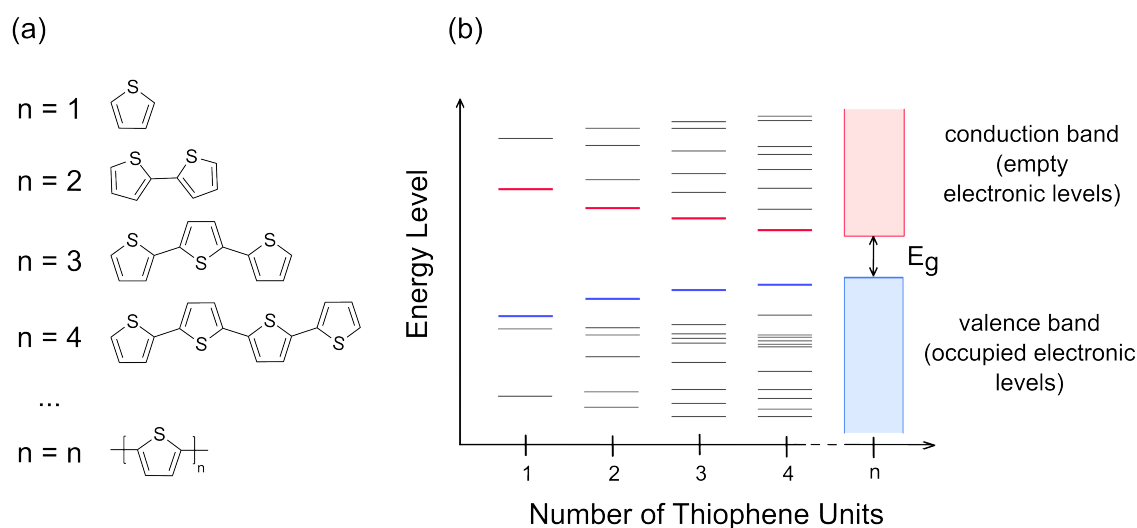 (a)
n = 1
S
n = 2
S
S
n = 3
S
S
S
n = 4
S
S
S
S
...
n = n
S
n
(b)
Energy Level
conduction band
(empty
electronic levels)
Eg
valence band
(occupied electronic
levels)
1
2
3
4
n
Number of Thiophene Units